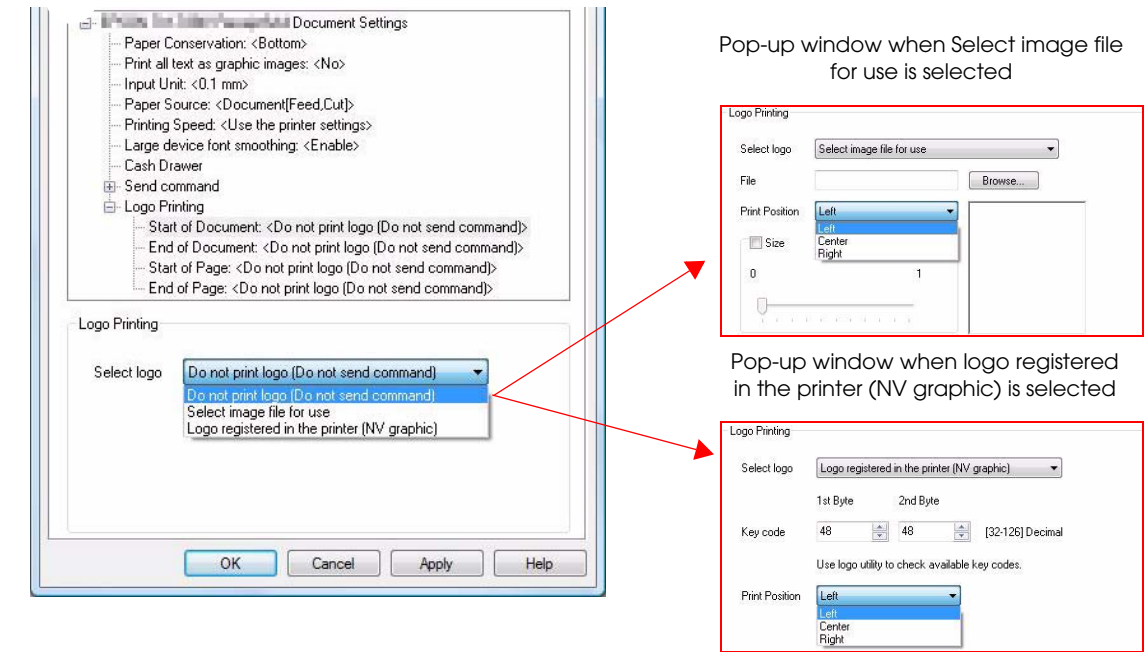 Document Settings
Paper Conservation: <Bottom>
Print all text as graphic images: <No>
Input Unit: <0.1 mm>
Paper Source: <Document[Feed,Cut]>
Printing Speed: <Use the printer settings>
Large device font smoothing: <Enable>
Cash Drawer
Send command
Logo Printing
Start of Document: <Do not print logo (Do not send command)>
End of Document: <Do not print logo (Do not send command)>
Start of Page: <Do not print logo (Do not send command)>
End of Page: <Do not print logo (Do not send command)>
Logo Printing
Select logo Do not print logo (Do not send command)
Do not print logo (Do not send command)
Select image file for use
Logo registered in the printer (NV graphic)
OK Cancel Apply Help
Pop-up window when Select image file
for use is selected
Logo Printing
Select logo Select image file for use
File Browse...
Print Position Left
Left
Size Center
Right
0 1
Pop-up window when logo registered
in the printer (NV graphic) is selected
Logo Printing
Select logo Logo registered in the printer (NV graphic)
1st Byte 2nd Byte
Key code 48 48 [32-126] Decimal
Use logo utility to check available key codes.
Print Position Left
Left
Center
Right